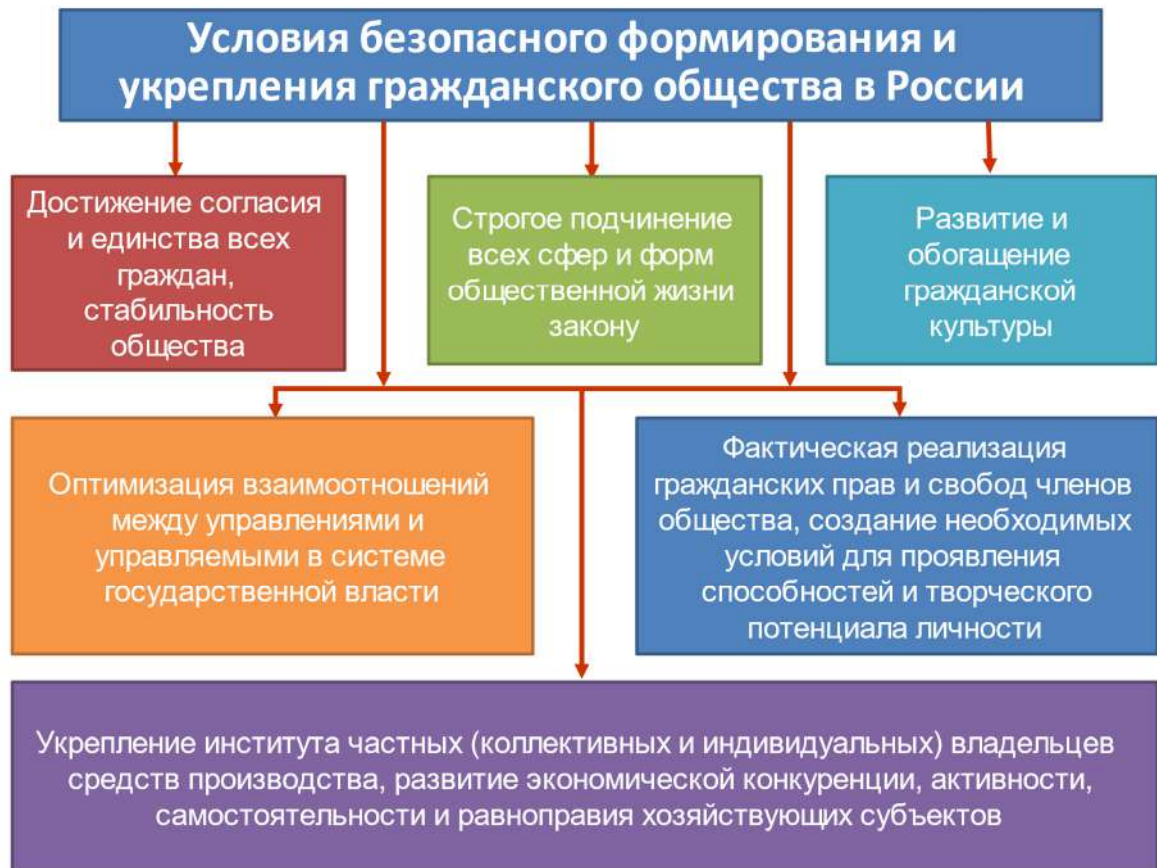 Условия безопасного формирования и
укрепления гражданского общества в России
Достижение согласия
и единства всех
граждан,
стабильность
общества
Строгое подчинение
всех сфер и форм
общественной жизни
закону
Развитие и
обогащение
гражданской
культуры
Оптимизация взаимоотношений
между управлениями и
управляемыми в системе
государственной власти
Фактическая реализация
гражданских прав и свобод членов
общества, создание необходимых
условий для проявления
способностей и творческого
потенциала личности
Укрепление института частных (коллективных и индивидуальных) владельцев
средств производства, развитие экономической конкуренции, активности,
самостоятельности и равноправия хозяйствующих субъектов